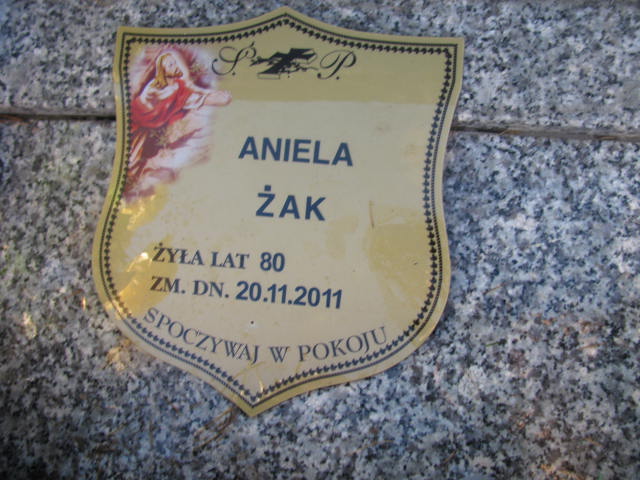 Ś. P.
ANIELA
ŻAK
ŻYŁA LAT 80
ZM. DN. 20.11.2011
SPOCZYWAJ W POKOJU